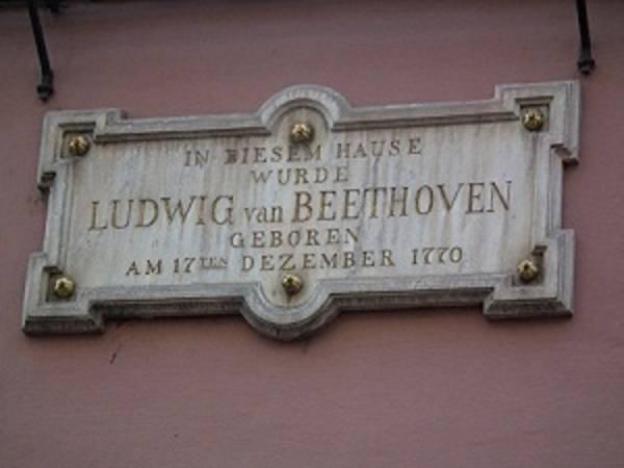 IN DIESEM HAUSE
WURDE
LUDWIG van BEETHOVEN
GEBOREN
AM 17TEN DEZEMBER 1770